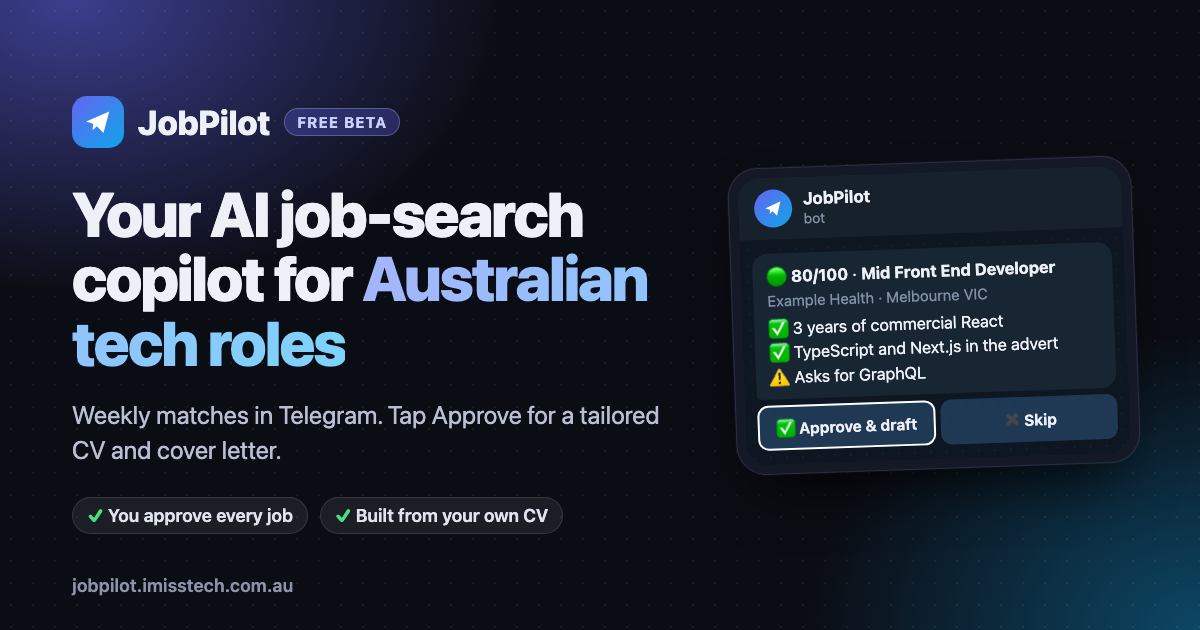 JobPilot FREE BETA
Your AI job-search
copilot for Australian
tech roles
Weekly matches in Telegram. Tap Approve for a tailored
CV and cover letter.
✓ You approve every job ✓ Built from your own CV
jobpilot.imisstech.com.au
JobPilot
bot
🟢 80/100 · Mid Front End Developer
Example Health · Melbourne VIC
✅ 3 years of commercial React
✅ TypeScript and Next.js in the advert
⚠️ Asks for GraphQL
✅ Approve & draft ✖ Skip